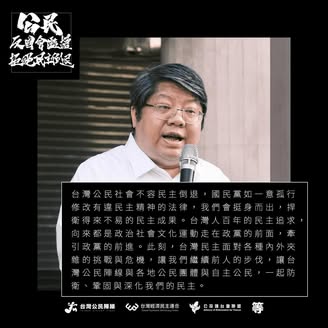 公民
反國會濫權
拒絕民主倒退
台灣公民社會不容民主倒退，國民黨如一意孤行
修改有違民主精神的法律，我們會挺身而出，捍
衛得來不易的民主成果。台灣人百年的民主追求，
向來都是政治社會文化運動走在政黨的前面，牽
引政黨的前進。此刻，台灣民主面對各種內外夾
雜的挑戰與危機，讓我們繼續前人的步伐，讓台
灣公民陣線與各地公民團體與自主公民，一起防
衛、鞏固與深化我們的民主。
台灣公民陣線
台灣經濟民主連合
等